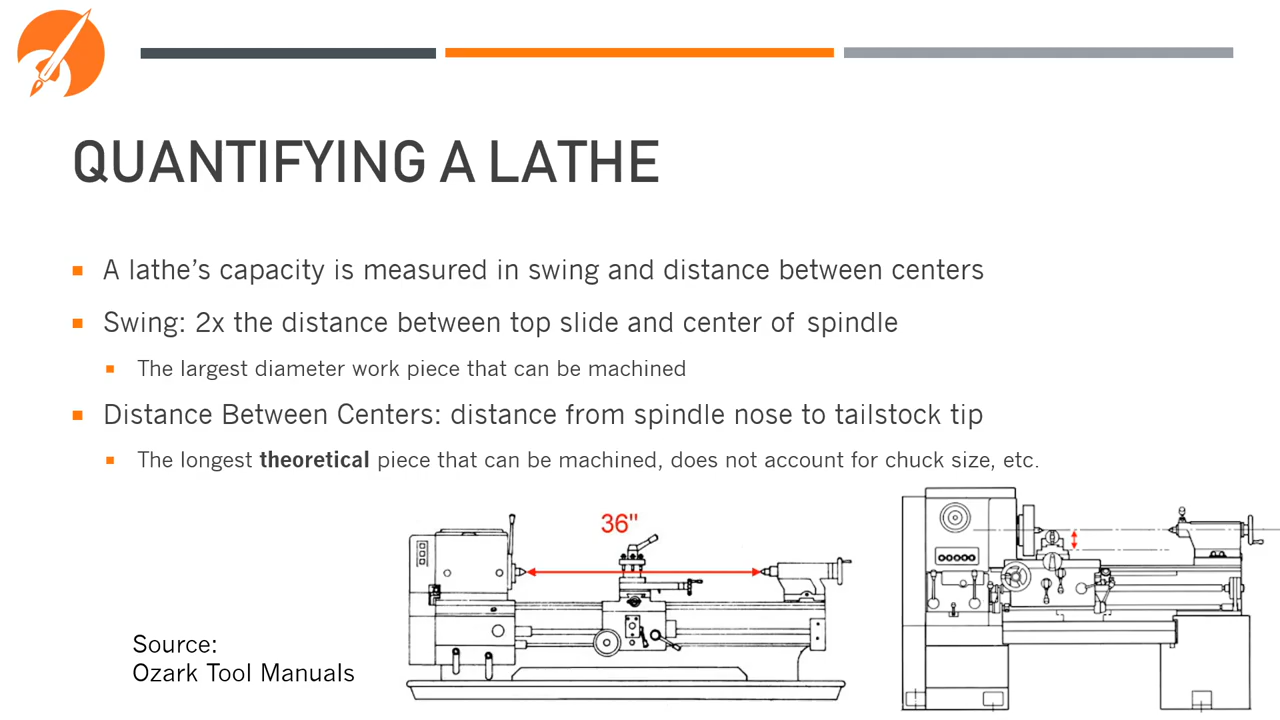 QUANTIFYING A LATHE
A lathe’s capacity is measured in swing and distance between centers
Swing: 2x the distance between top slide and center of spindle
The largest diameter work piece that can be machined
Distance Between Centers: distance from spindle nose to tailstock tip
The longest theoretical piece that can be machined, does not account for chuck size, etc.
36"
Source:
Ozark Tool Manuals